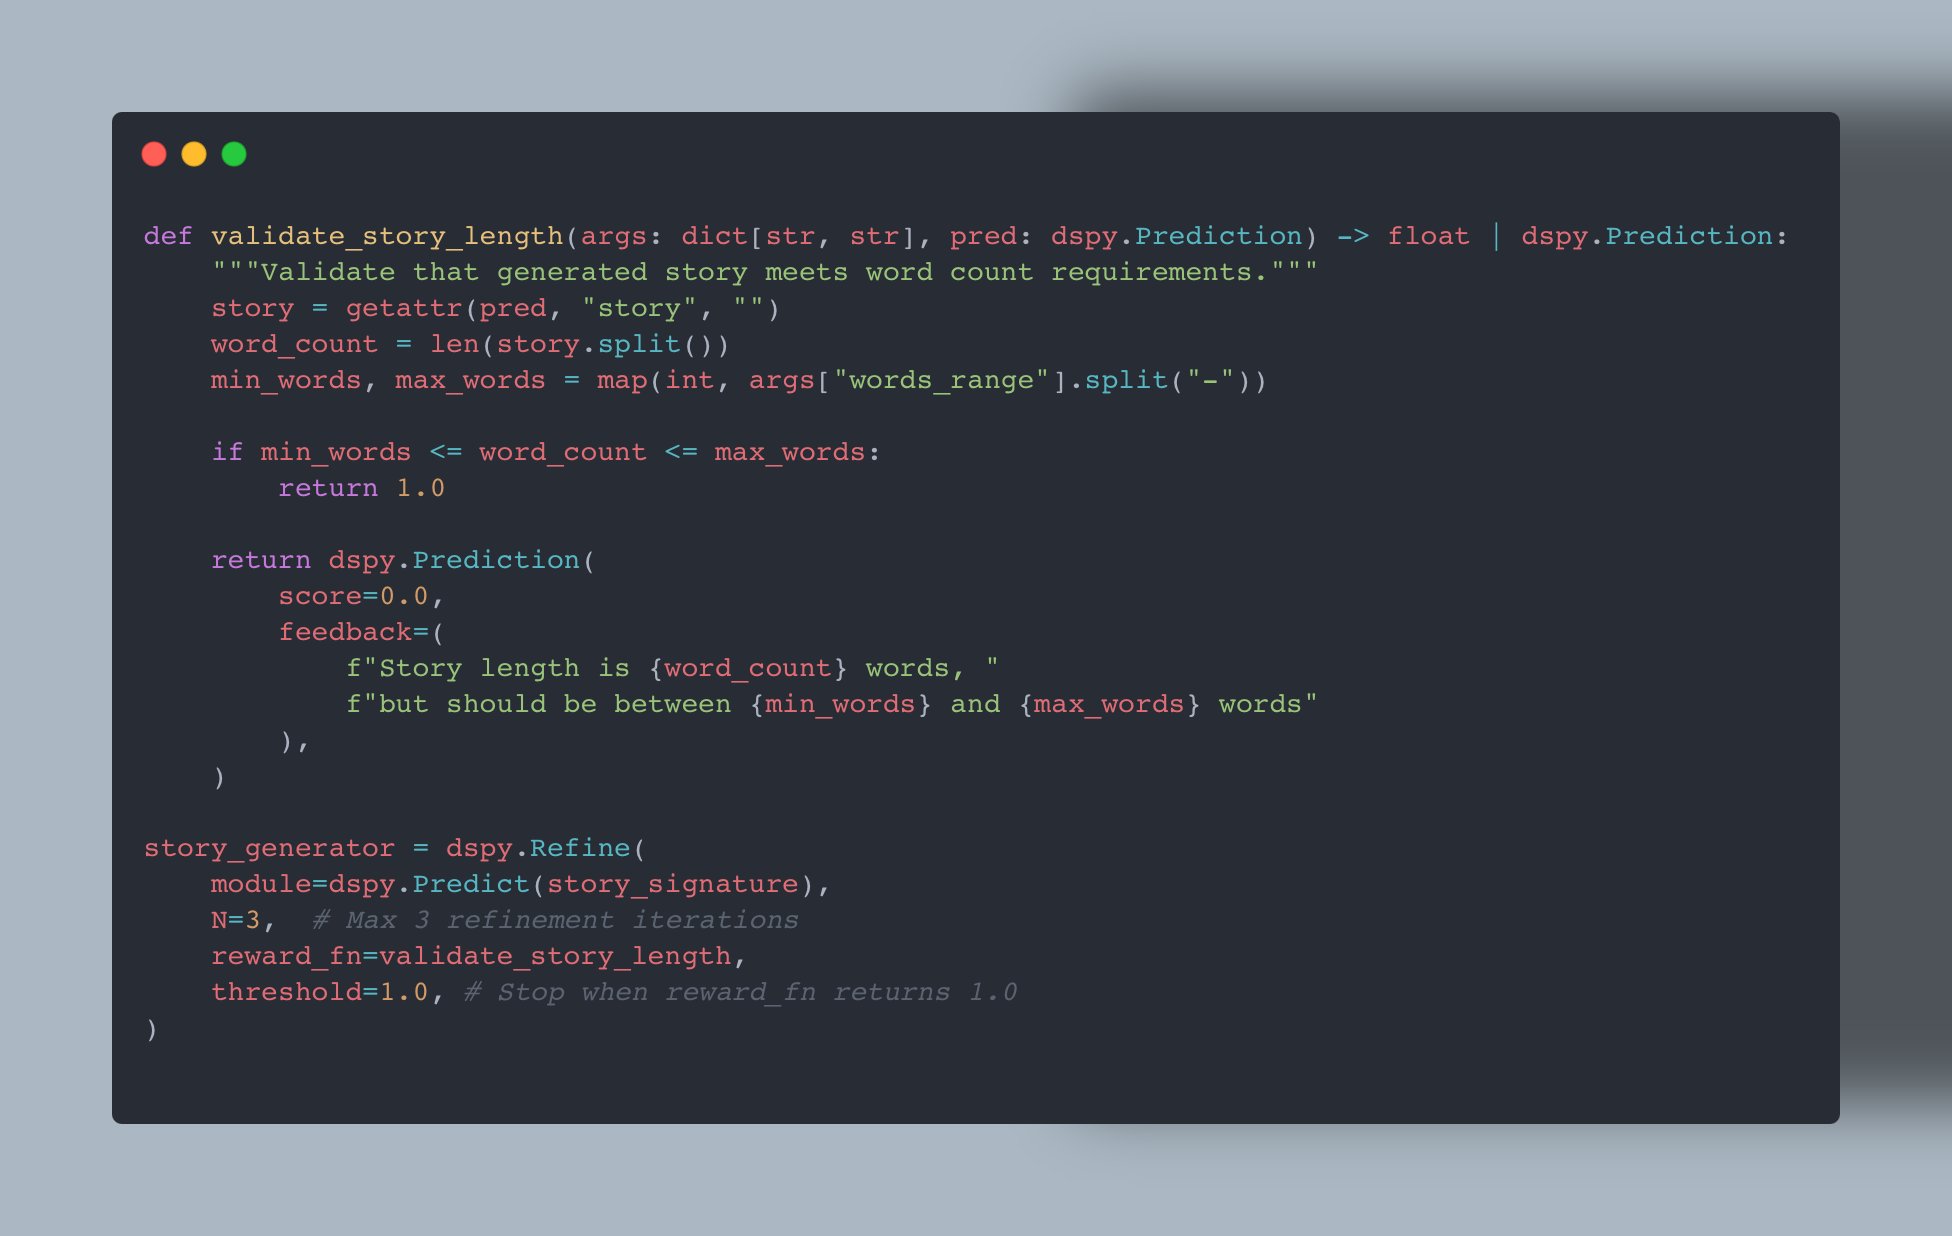 def validate_story_length(args: dict[str, str], pred: dspy.Prediction) -> float | dspy.Prediction:
    """Validate that generated story meets word count requirements."""
    story = getattr(pred, "story", "")
    word_count = len(story.split())
    min_words, max_words = map(int, args["words_range"].split("-"))

    if min_words <= word_count <= max_words:
        return 1.0

    return dspy.Prediction(
        score=0.0,
        feedback=(
            f"Story length is {word_count} words, "
            f"but should be between {min_words} and {max_words} words"
        ),
    )

story_generator = dspy.Refine(
    module=dspy.Predict(story_signature),
    N=3,  # Max 3 refinement iterations
    reward_fn=validate_story_length,
    threshold=1.0, # Stop when reward_fn returns 1.0
)